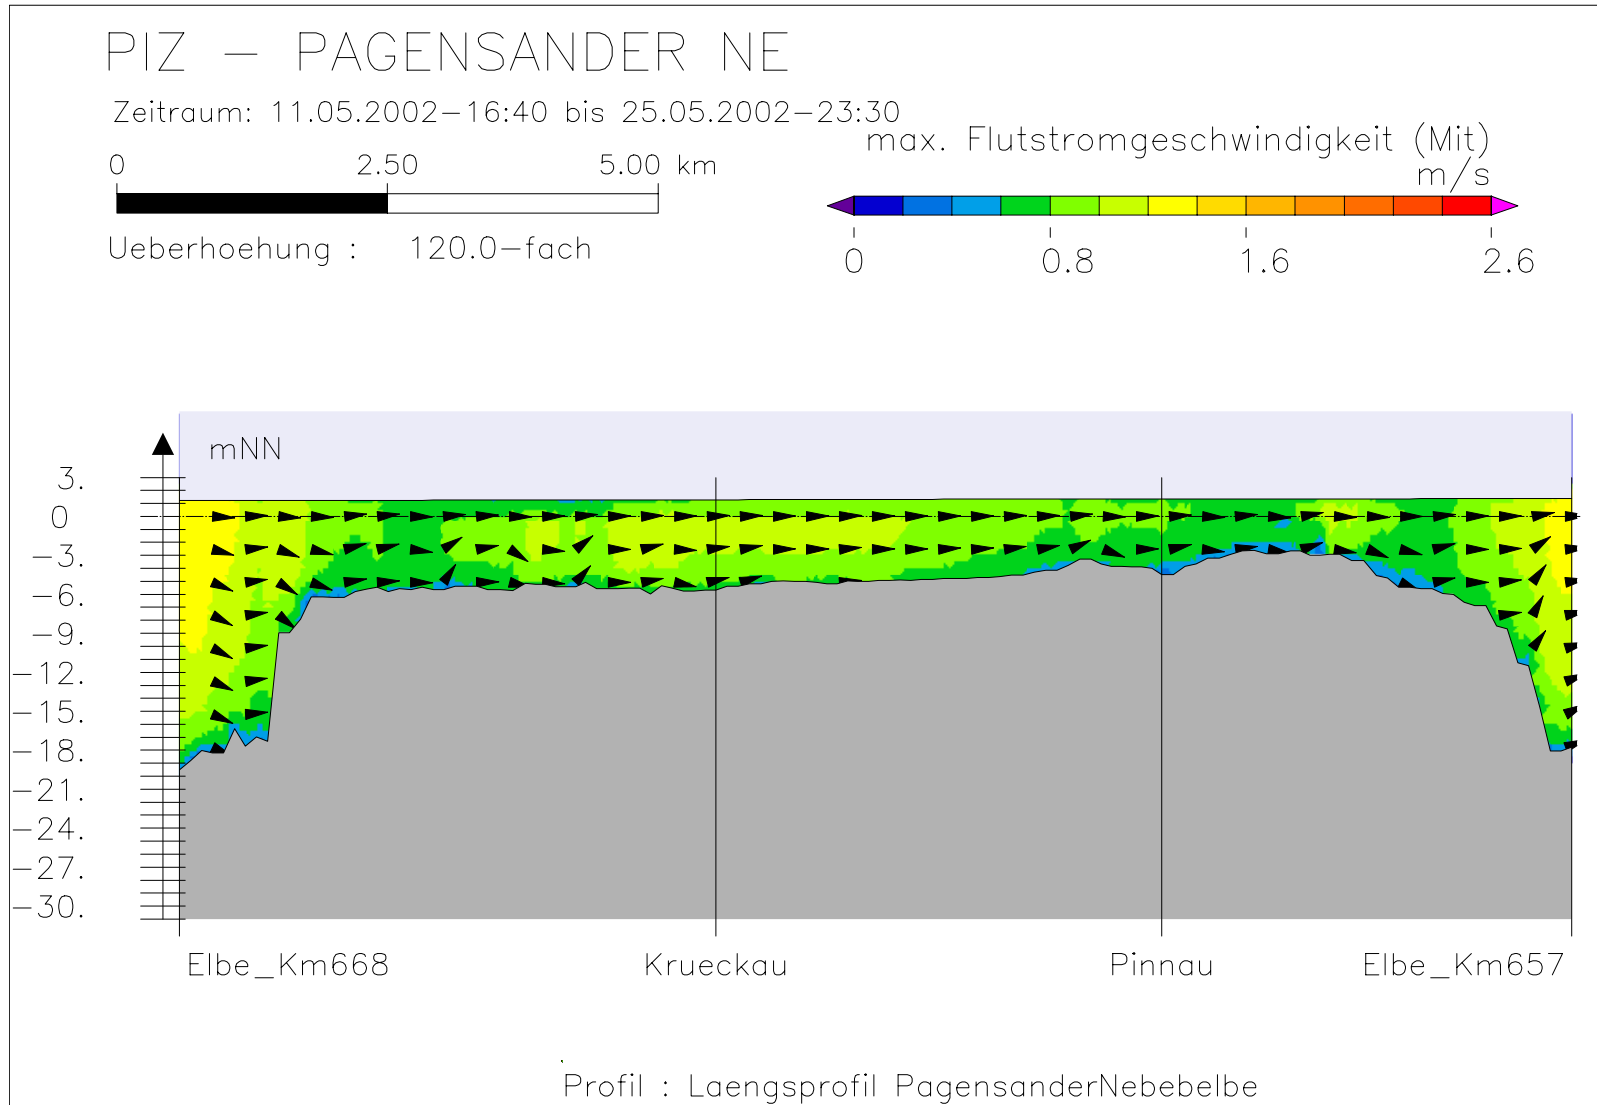 PIZ – PAGENSANDER NE
Zeitraum: 11.05.2002–16:40 bis 25.05.2002–23:30
max. Flutstromgeschwindigkeit (Mit)
m/s
0 2.50 5.00 km
Ueberhoehung : 120.0–fach
0 0.8 1.6 2.6
mNN
3.
0
−3.
−6.
−9.
−12.
−15.
−18.
−21.
−24.
−27.
−30.
Elbe_Km668 Krueckau Pinnau Elbe_Km657
Profil : Laengsprofil PagensanderNebebelbe